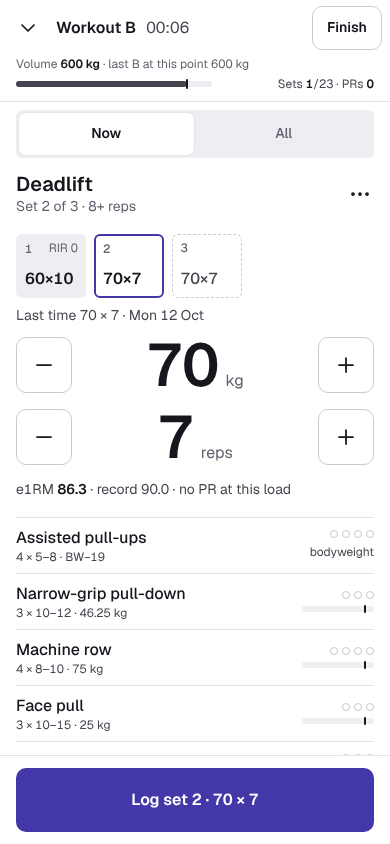 Workout B 00:06 Finish
Volume 600 kg · last B at this point 600 kg
Sets 1/23 · PRs 0
Now All
Deadlift
Set 2 of 3 · 8+ reps
1 RIR 0 2 3
60×10 70×7 70×7
Last time 70 × 7 · Mon 12 Oct
− 70 kg +
− 7 reps +
e1RM 86.3 · record 90.0 · no PR at this load
Assisted pull-ups
4 × 5–8 · BW–19 bodyweight
Narrow-grip pull-down
3 × 10–12 · 46.25 kg
Machine row
4 × 8–10 · 75 kg
Face pull
3 × 10–15 · 25 kg
Log set 2 · 70 × 7